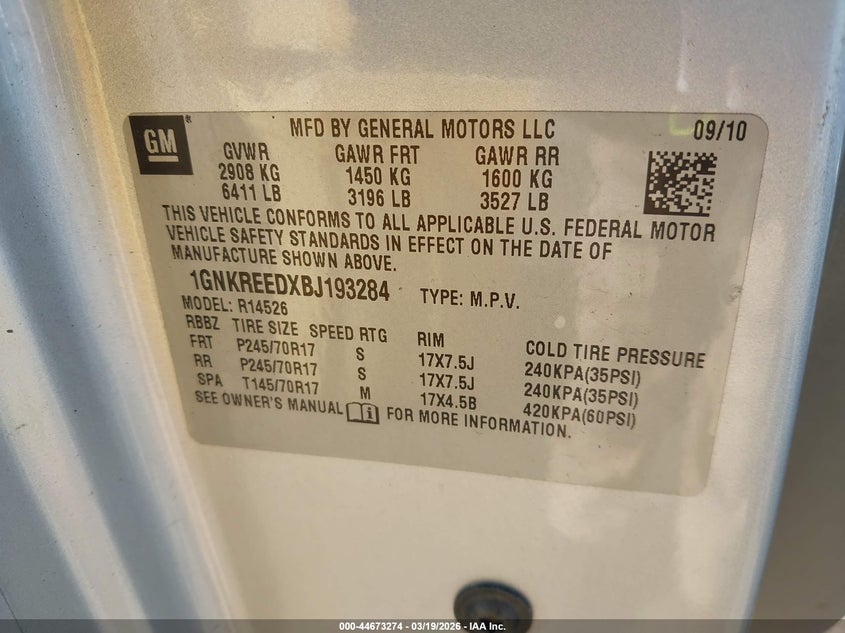 GM
MFD BY GENERAL MOTORS LLC 09/10
GVWR GAWR FRT GAWR RR
2908 KG 1450 KG 1600 KG
6411 LB 3196 LB 3527 LB
THIS VEHICLE CONFORMS TO ALL APPLICABLE U.S. FEDERAL MOTOR
VEHICLE SAFETY STANDARDS IN EFFECT ON THE DATE OF
MANUFACTURE SHOWN ABOVE.
1GNKREEDXBJ193284 TYPE: M.P.V.
MODEL: R14526
RBBZ TIRE SIZE SPEED RTG RIM COLD TIRE PRESSURE
FRT P245/70R17 S 17X7.5J 240KPA(35PSI)
RR P245/70R17 S 17X7.5J 240KPA(35PSI)
SPA T145/70R17 M 17X4.5B 420KPA(60PSI)
SEE OWNER'S MANUAL FOR MORE INFORMATION.
000-44673274 - 03/19/2026 - IAA Inc.